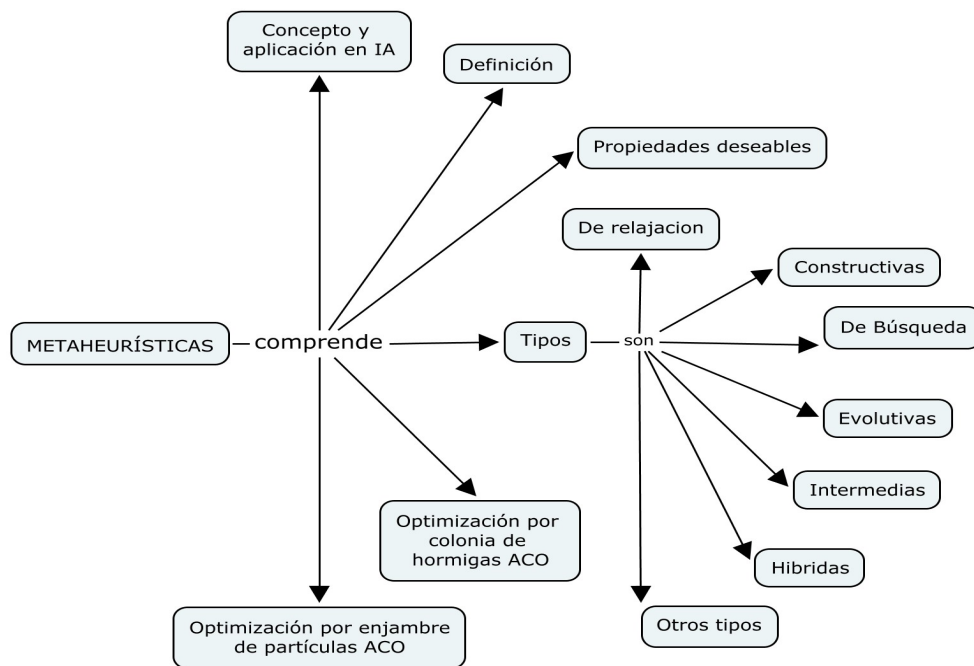 Concepto y
aplicación en IA
Definición
Propiedades deseables
De relajacion
Constructivas
METAHEURÍSTICAS
comprende
Tipos
son
De Búsqueda
Evolutivas
Intermedias
Optimización por
colonia de
hormigas ACO
Hibridas
Optimización por enjambre
de partículas ACO
Otros tipos